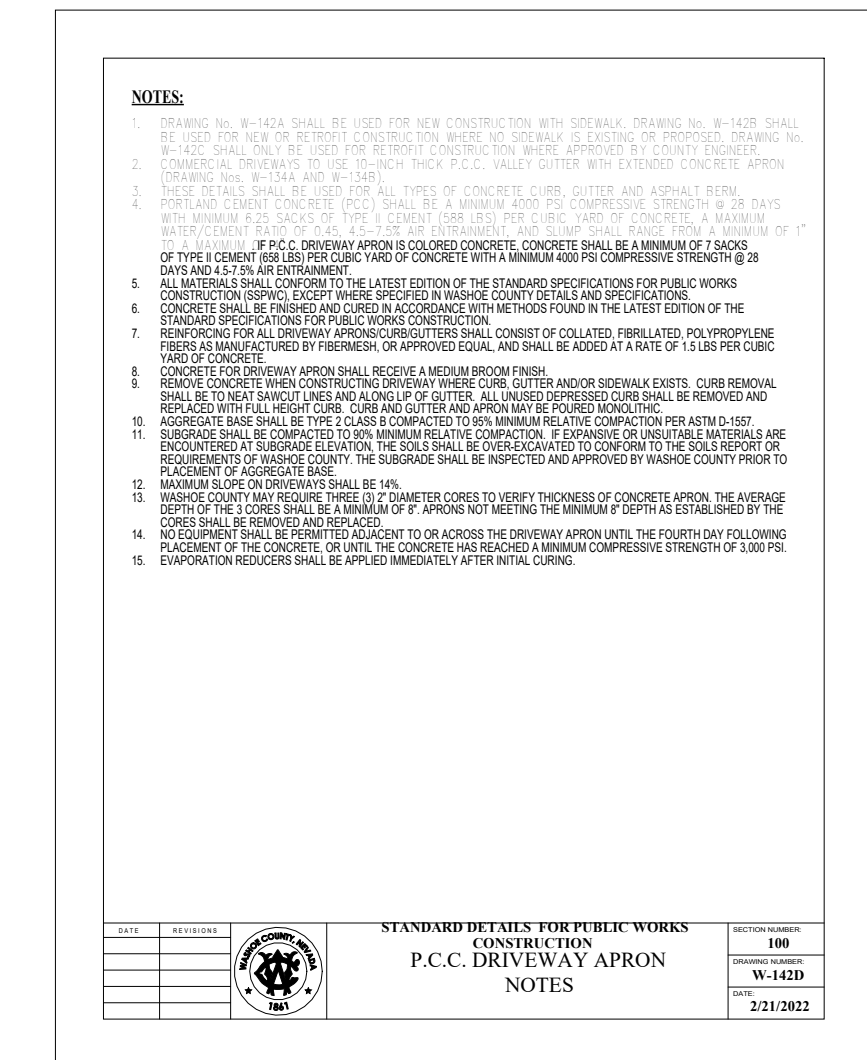 NOTES:
1. DRAWING No. W-142A SHALL BE USED FOR NEW CONSTRUCTION WITH SIDEWALK. DRAWING No. W-142B SHALL
BE USED FOR NEW OR RETROFIT CONSTRUCTION WHERE NO SIDEWALK IS EXISTING OR PROPOSED. DRAWING No.
W-142C SHALL ONLY BE USED FOR RETROFIT CONSTRUCTION WHERE APPROVED BY COUNTY ENGINEER.
2. COMMERCIAL DRIVEWAYS TO USE 10-INCH THICK P.C.C. VALLEY GUTTER WITH EXTENDED CONCRETE APRON
(DRAWING Nos. W-134A AND W-134B).
3. THESE DETAILS SHALL BE USED FOR ALL TYPES OF CONCRETE CURB, GUTTER AND ASPHALT BERM.
4. PORTLAND CEMENT CONCRETE (PCC) SHALL BE A MINIMUM 4000 PSI COMPRESSIVE STRENGTH @ 28 DAYS
WITH MINIMUM 6.25 SACKS OF TYPE II CEMENT (588 LBS) PER CUBIC YARD OF CONCRETE, A MAXIMUM
WATER/CEMENT RATIO OF 0.45, 4.5-7.5% AIR ENTRAINMENT, AND SLUMP SHALL RANGE FROM A MINIMUM OF 1"
TO A MAXIMUM IF P.C.C. DRIVEWAY APRON IS COLORED CONCRETE, CONCRETE SHALL BE A MINIMUM OF 7 SACKS
OF TYPE II CEMENT (658 LBS) PER CUBIC YARD OF CONCRETE WITH A MINIMUM 4000 PSI COMPRESSIVE STRENGTH @ 28
DAYS AND 4.5-7.5% AIR ENTRAINMENT.
5. ALL MATERIALS SHALL CONFORM TO THE LATEST EDITION OF THE STANDARD SPECIFICATIONS FOR PUBLIC WORKS
CONSTRUCTION (SSPWC), EXCEPT WHERE SPECIFIED IN WASHOE COUNTY DETAILS AND SPECIFICATIONS.
6. CONCRETE SHALL BE FINISHED AND CURED IN ACCORDANCE WITH METHODS FOUND IN THE LATEST EDITION OF THE
STANDARD SPECIFICATIONS FOR PUBLIC WORKS CONSTRUCTION.
7. REINFORCING FOR ALL DRIVEWAY APRONS/CURB/GUTTERS SHALL CONSIST OF COLLATED, FIBRILLATED, POLYPROPYLENE
FIBERS AS MANUFACTURED BY FIBERMESH, OR APPROVED EQUAL, AND SHALL BE ADDED AT A RATE OF 1.5 LBS PER CUBIC
YARD OF CONCRETE.
8. CONCRETE FOR DRIVEWAY APRON SHALL RECEIVE A MEDIUM BROOM FINISH.
9. REMOVE CONCRETE WHEN CONSTRUCTING DRIVEWAY WHERE CURB, GUTTER AND/OR SIDEWALK EXISTS. CURB REMOVAL
SHALL BE TO NEAT SAWCUT LINES AND ALONG LIP OF GUTTER. ALL UNUSED DEPRESSED CURB SHALL BE REMOVED AND
REPLACED WITH FULL HEIGHT CURB. CURB AND GUTTER AND APRON MAY BE POURED MONOLITHIC.
10. AGGREGATE BASE SHALL BE TYPE 2 CLASS B COMPACTED TO 95% MINIMUM RELATIVE COMPACTION PER ASTM D-1557.
11. SUBGRADE SHALL BE COMPACTED TO 90% MINIMUM RELATIVE COMPACTION. IF EXPANSIVE OR UNSUITABLE MATERIALS ARE
ENCOUNTERED AT SUBGRADE ELEVATION, THE SOILS SHALL BE OVER-EXCAVATED TO CONFORM TO THE SOILS REPORT OR
REQUIREMENTS OF WASHOE COUNTY. THE SUBGRADE SHALL BE INSPECTED AND APPROVED BY WASHOE COUNTY PRIOR TO
PLACEMENT OF AGGREGATE BASE.
12. MAXIMUM SLOPE ON DRIVEWAYS SHALL BE 14%.
13. WASHOE COUNTY MAY REQUIRE THREE (3) 2" DIAMETER CORES TO VERIFY THICKNESS OF CONCRETE APRON. THE AVERAGE
DEPTH OF THE 3 CORES SHALL BE A MINIMUM OF 8". APRONS NOT MEETING THE MINIMUM 8" DEPTH AS ESTABLISHED BY THE
CORES SHALL BE REMOVED AND REPLACED.
14. NO EQUIPMENT SHALL BE PERMITTED ADJACENT TO OR ACROSS THE DRIVEWAY APRON UNTIL THE FOURTH DAY FOLLOWING
PLACEMENT OF THE CONCRETE, OR UNTIL THE CONCRETE HAS REACHED A MINIMUM COMPRESSIVE STRENGTH OF 3,000 PSI.
15. EVAPORATION REDUCERS SHALL BE APPLIED IMMEDIATELY AFTER INITIAL CURING.
DATE REVISIONS
WASHOE COUNTY, NEVADA
1861
STANDARD DETAILS FOR PUBLIC WORKS
CONSTRUCTION
P.C.C. DRIVEWAY APRON
NOTES
SECTION NUMBER:
100
DRAWING NUMBER:
W-142D
DATE:
2/21/2022